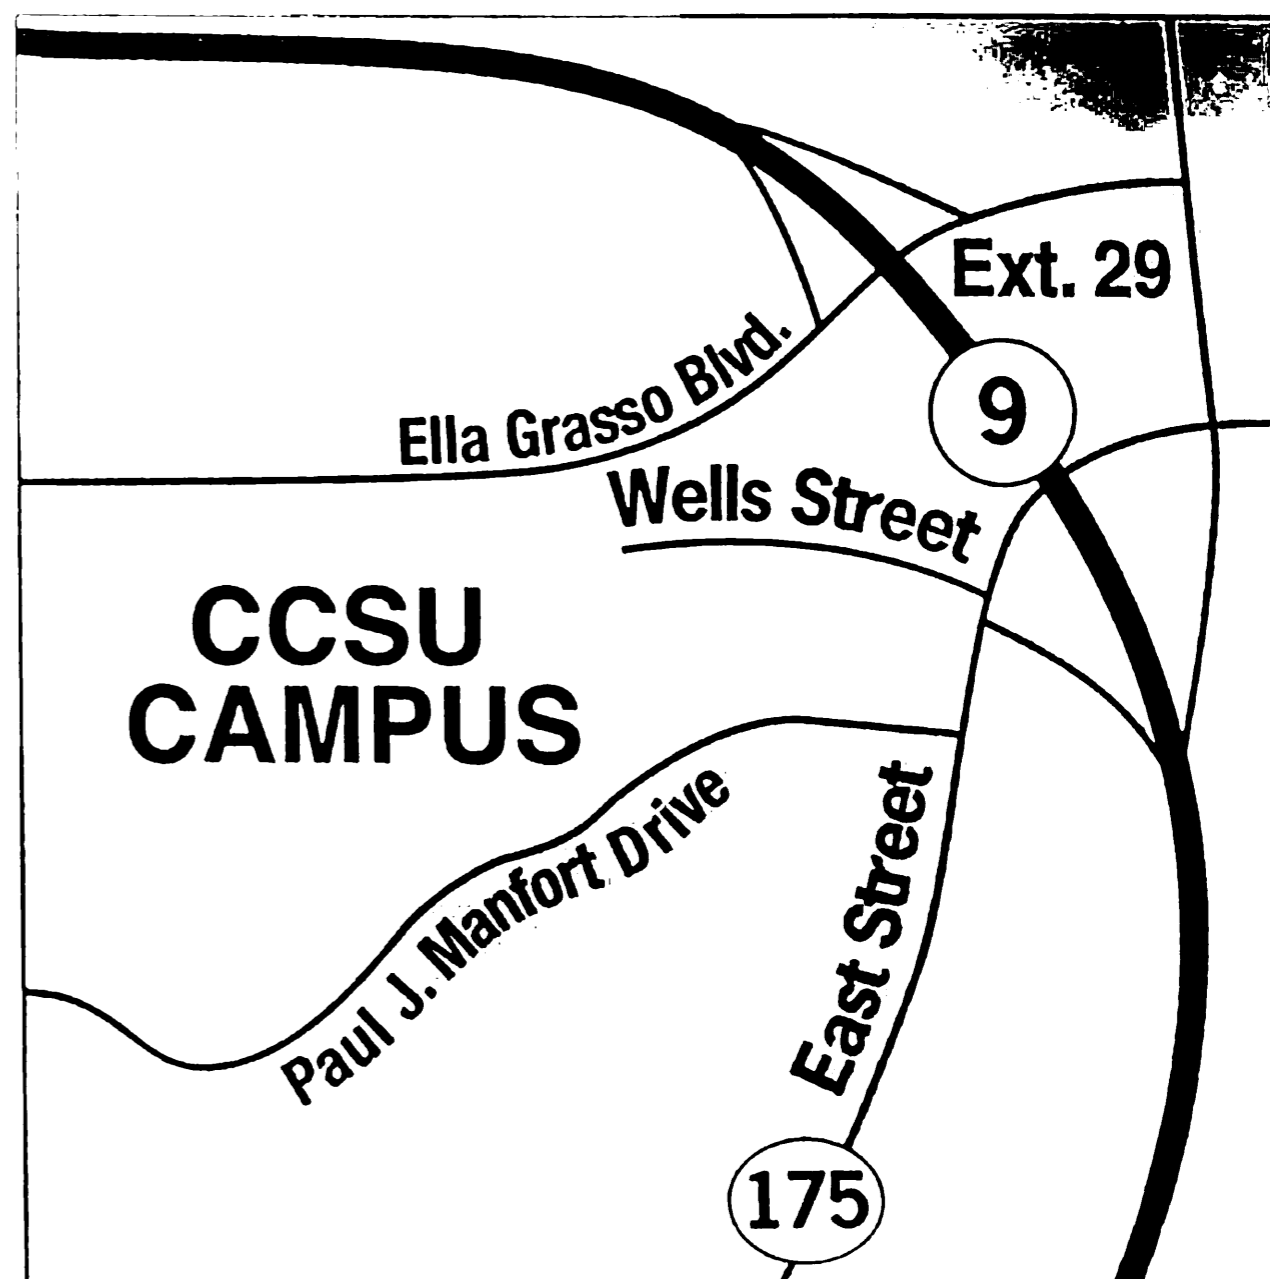 Ext. 29
Ella Grasso Blvd.
9
Wells Street
CCSU
CAMPUS
Paul J. Manfort Drive
East Street
175